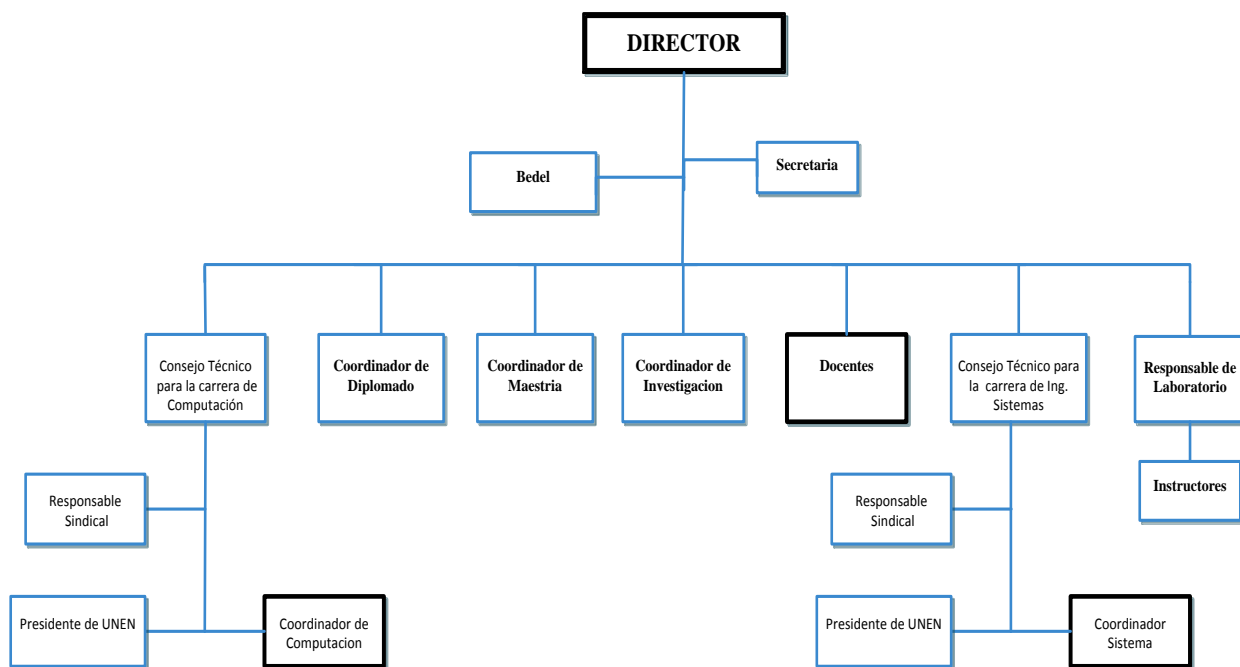 DIRECTOR
Secretaria
Bedel
Consejo Técnico
para la carrera de
Computación
Coordinador de
Diplomado
Coordinador de
Maestria
Coordinador de
Investigacion
Docentes
Consejo Técnico para
la carrera de Ing.
Sistemas
Responsable de
Laboratorio
Responsable
Sindical
Responsable
Sindical
Instructores
Presidente de UNEN
Coordinador de
Computacion
Presidente de UNEN
Coordinador
Sistema